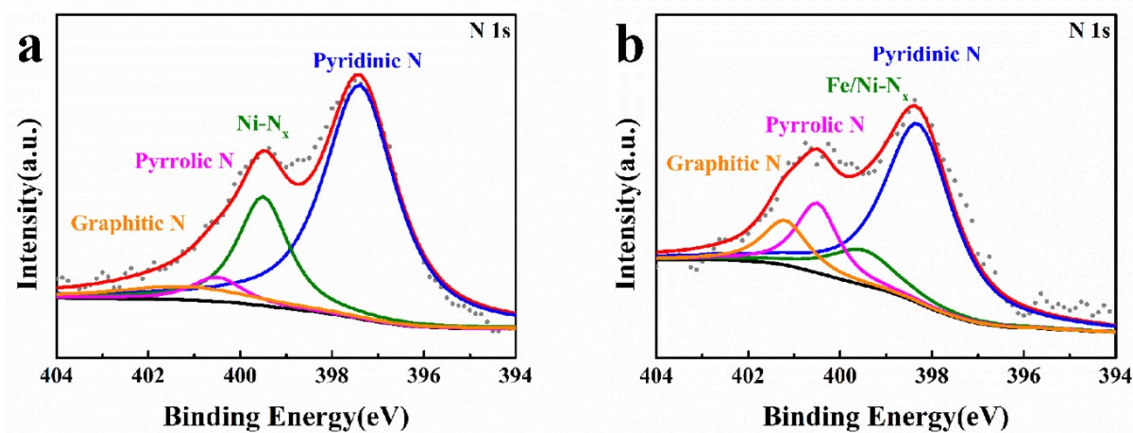 a
N 1s
Pyridinic N
Ni-Nx
Pyrrolic N
Graphitic N
Intensity(a.u.)
404 402 400 398 396 394
Binding Energy(eV)
b
N 1s
Pyridinic N
Fe/Ni-Nx
Pyrrolic N
Graphitic N
Intensity(a.u.)
404 402 400 398 396 394
Binding Energy(eV)